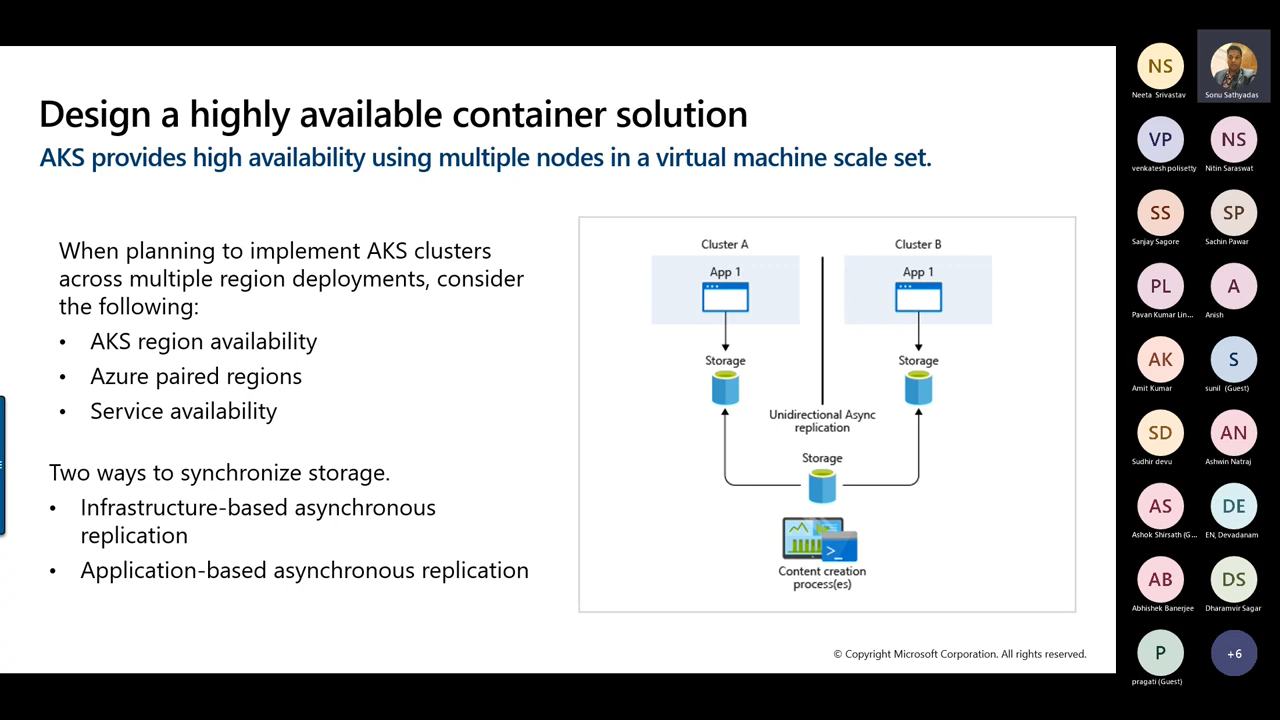 Design a highly available container solution
AKS provides high availability using multiple nodes in a virtual machine scale set.
When planning to implement AKS clusters
across multiple region deployments, consider
the following:
• AKS region availability
• Azure paired regions
• Service availability
Two ways to synchronize storage.
• Infrastructure-based asynchronous
replication
• Application-based asynchronous replication
Cluster A
Cluster B
App 1
App 1
Storage
Storage
Unidirectional Async
replication
Storage
Content creation
process(es)
© Copyright Microsoft Corporation. All rights reserved.
NS
Neeta Srivastav
Sonu Sathyadas
VP
venkatesh polisetty
NS
Nitin Saraswat
SS
Sanjay Sagore
SP
Sachin Pawar
PL
Pavan Kumar Lin...
A
Anish
AK
Amit Kumar
S
sunil (Guest)
SD
Sudhir devu
AN
Ashwin Natraj
AS
Ashok Shirsath (G...
DE
EN, Devadanam
AB
Abhishek Banerjee
DS
Dharamvir Sagar
P
pragati (Guest)
+6